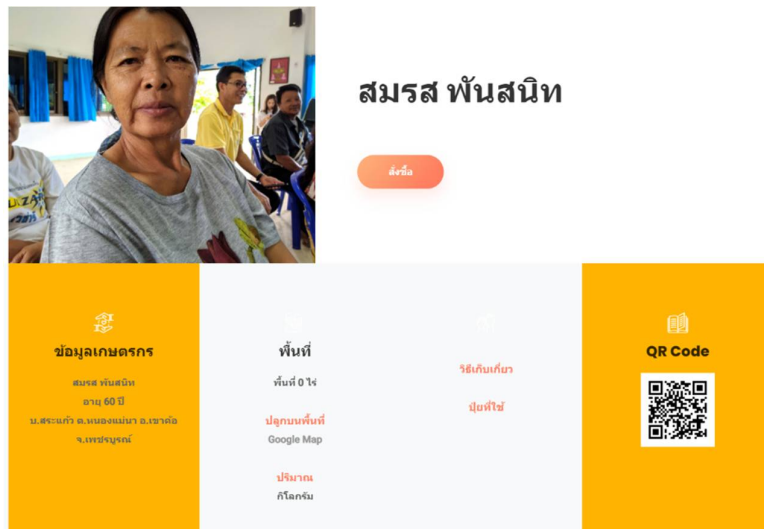 สมรส พันสนิท
สั่งซื้อ
ข้อมูลเกษตรกร
สมรส พันสนิท
อายุ 60 ปี
บ.สระแก้ว ต.หนองแม่นา อ.เขาค้อ
จ.เพชรบูรณ์
พื้นที่
พื้นที่ 0 ไร่
ปลูกบนพื้นที่
Google Map
ปริมาณ
กิโลกรัม
วิธีเก็บเกี่ยว
ปุ๋ยที่ใช้
QR Code